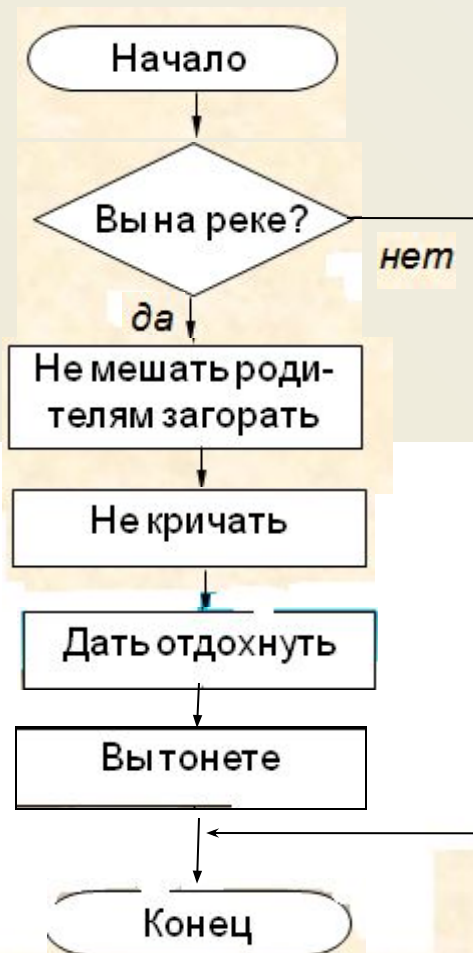 Начало
Вы на реке?
нет
да
Не мешать роди-
телям загорать
Не кричать
Дать отдохнуть
Вы тонете
Конец